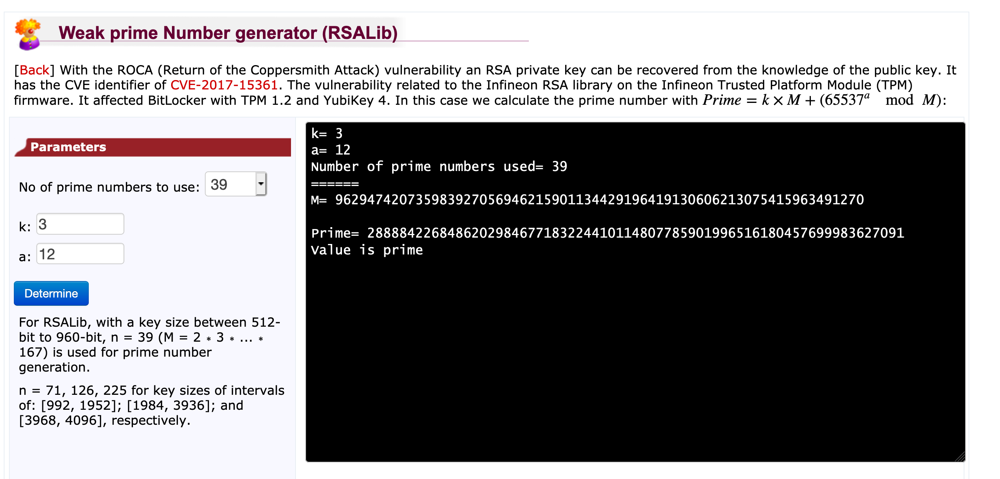 Weak prime Number generator (RSALib)
[Back] With the ROCA (Return of the Coppersmith Attack) vulnerability an RSA private key can be recovered from the knowledge of the public key. It
has the CVE identifier of CVE-2017-15361. The vulnerability related to the Infineon RSA library on the Infineon Trusted Platform Module (TPM)
firmware. It affected BitLocker with TPM 1.2 and YubiKey 4. In this case we calculate the prime number with Prime = k × M + (65537ᵃ mod M):
Parameters
No of prime numbers to use: 39
k: 3
a: 12
Determine
For RSALib, with a key size between 512-
bit to 960-bit, n = 39 (M = 2 * 3 * ... *
167) is used for prime number
generation.
n = 71, 126, 225 for key sizes of intervals
of: [992, 1952]; [1984, 3936]; and
[3968, 4096], respectively.
k= 3
a= 12
Number of prime numbers used= 39
======
M= 962947420735983927056946215901134429196419130606213075415963491270
Prime= 2888842268486202984677183224410114807785901996516180457699983627091
Value is prime